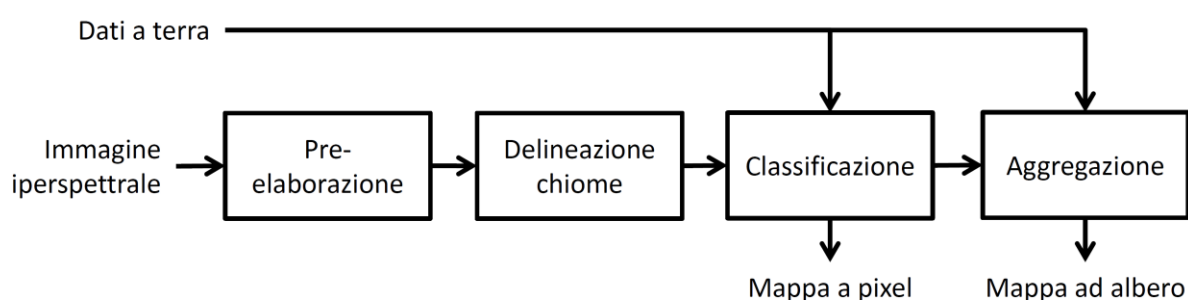 Dati a terra
Immagine
iperspettrale
Pre-
elaborazione
Delineazione
chiome
Classificazione
Aggregazione
Mappa a pixel
Mappa ad albero